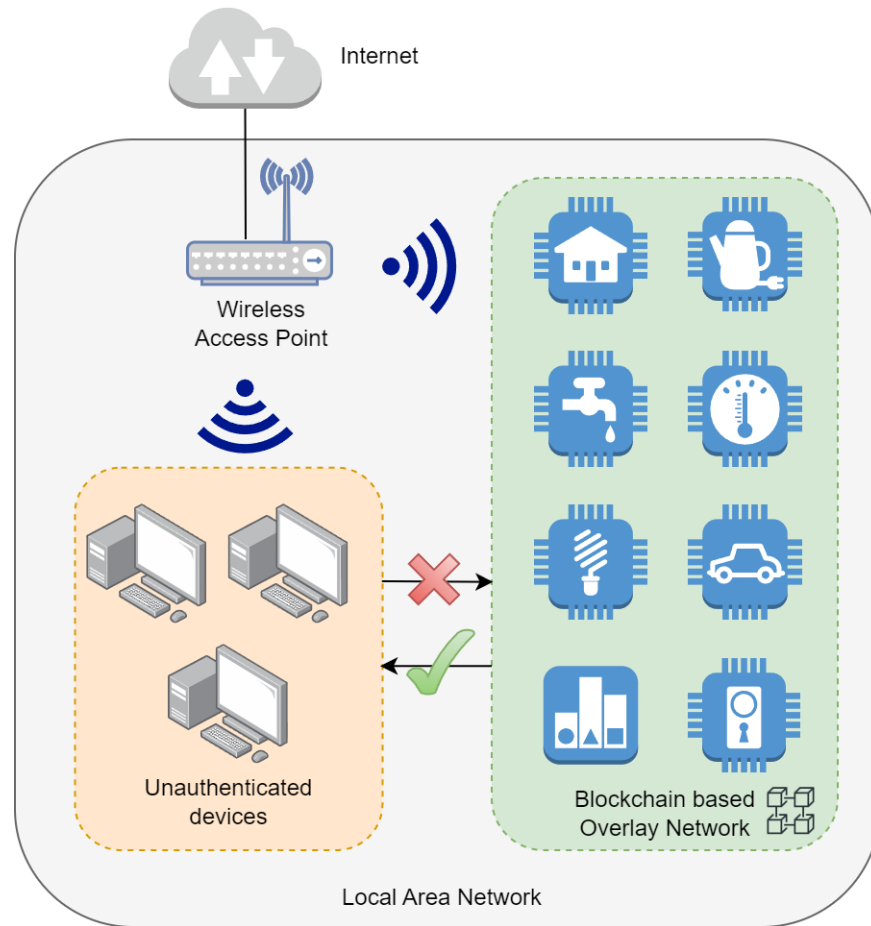 Internet
Wireless
Access Point
Unauthenticated
devices
Blockchain based
Overlay Network
Local Area Network